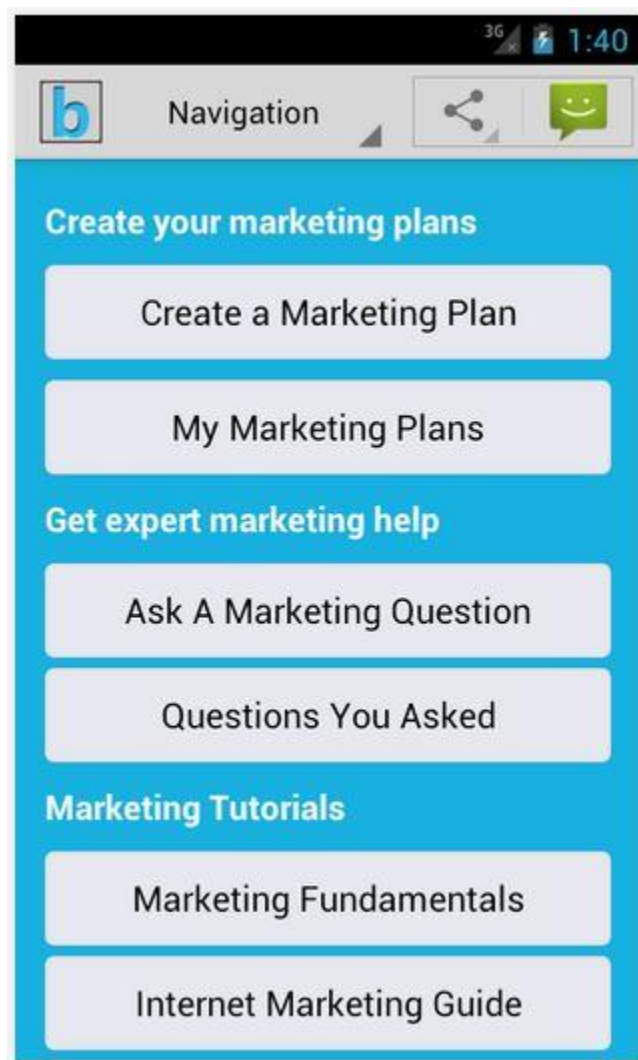 3G 1:40
b Navigation
Create your marketing plans
Create a Marketing Plan
My Marketing Plans
Get expert marketing help
Ask A Marketing Question
Questions You Asked
Marketing Tutorials
Marketing Fundamentals
Internet Marketing Guide